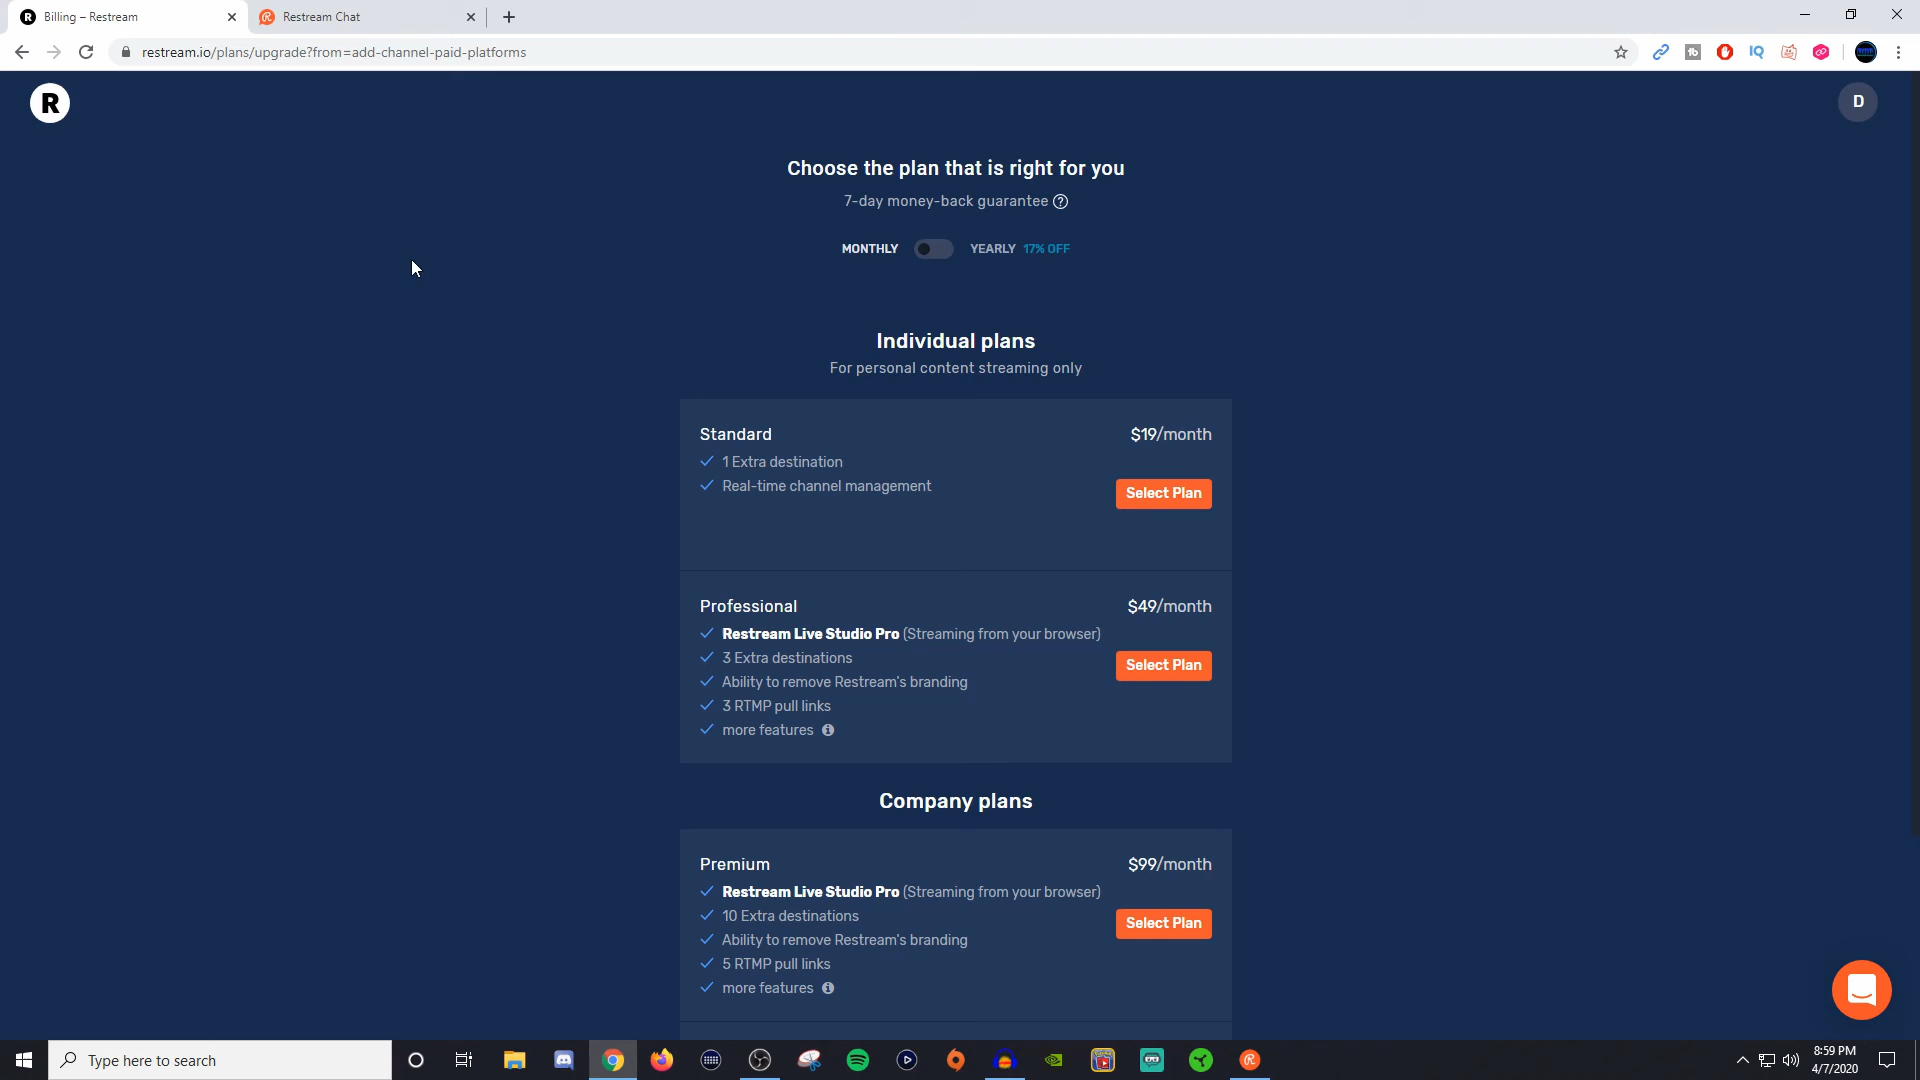 Billing – Restream
Restream Chat
restream.io/plans/upgrade?from=add-channel-paid-platforms
R
D
Choose the plan that is right for you
7-day money-back guarantee ?
MONTHLY YEARLY 17% OFF
Individual plans
For personal content streaming only
Standard $19/month
1 Extra destination
Real-time channel management
Select Plan
Professional $49/month
Restream Live Studio Pro (Streaming from your browser)
3 Extra destinations
Select Plan
Ability to remove Restream's branding
3 RTMP pull links
more features
Company plans
Premium $99/month
Restream Live Studio Pro (Streaming from your browser)
10 Extra destinations
Select Plan
Ability to remove Restream's branding
5 RTMP pull links
more features
Type here to search
8:59 PM
4/7/2020